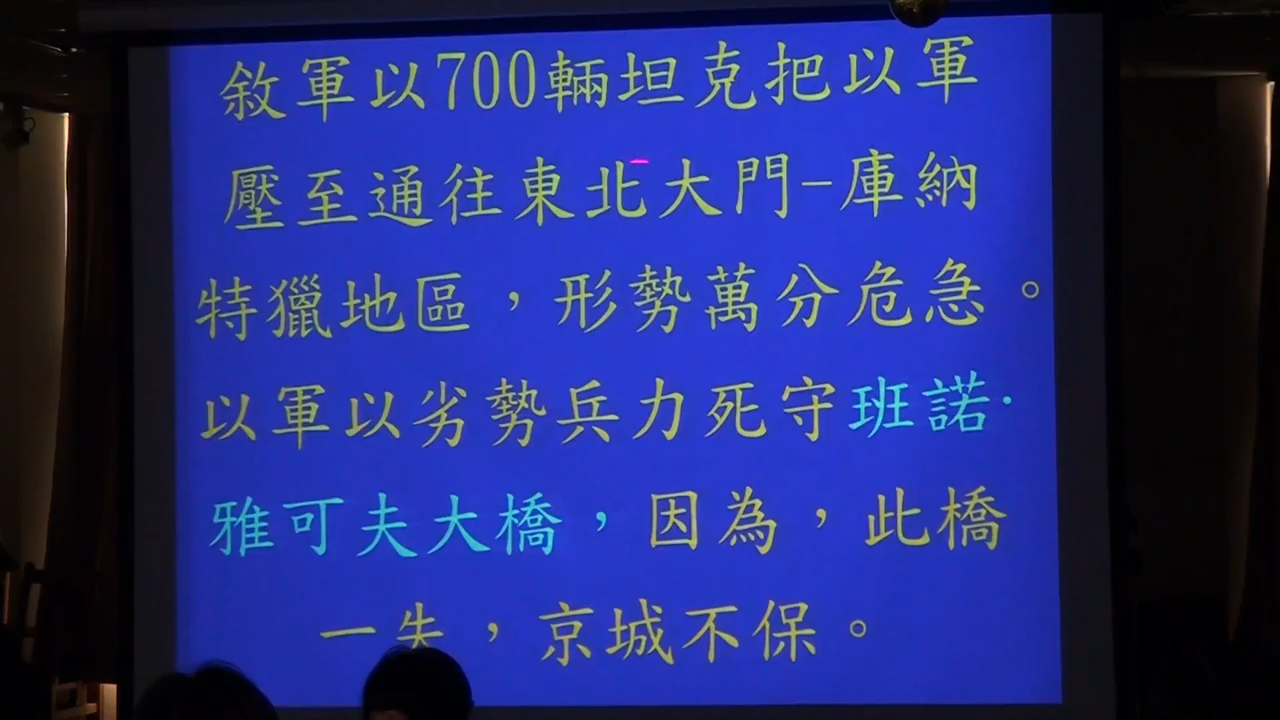 敘軍以700輛坦克把以軍
壓至通往東北大門-庫納
特獵地區，形勢萬分危急。
以軍以劣勢兵力死守班諾·
雅可夫大橋，因為，此橋
一失，京城不保。